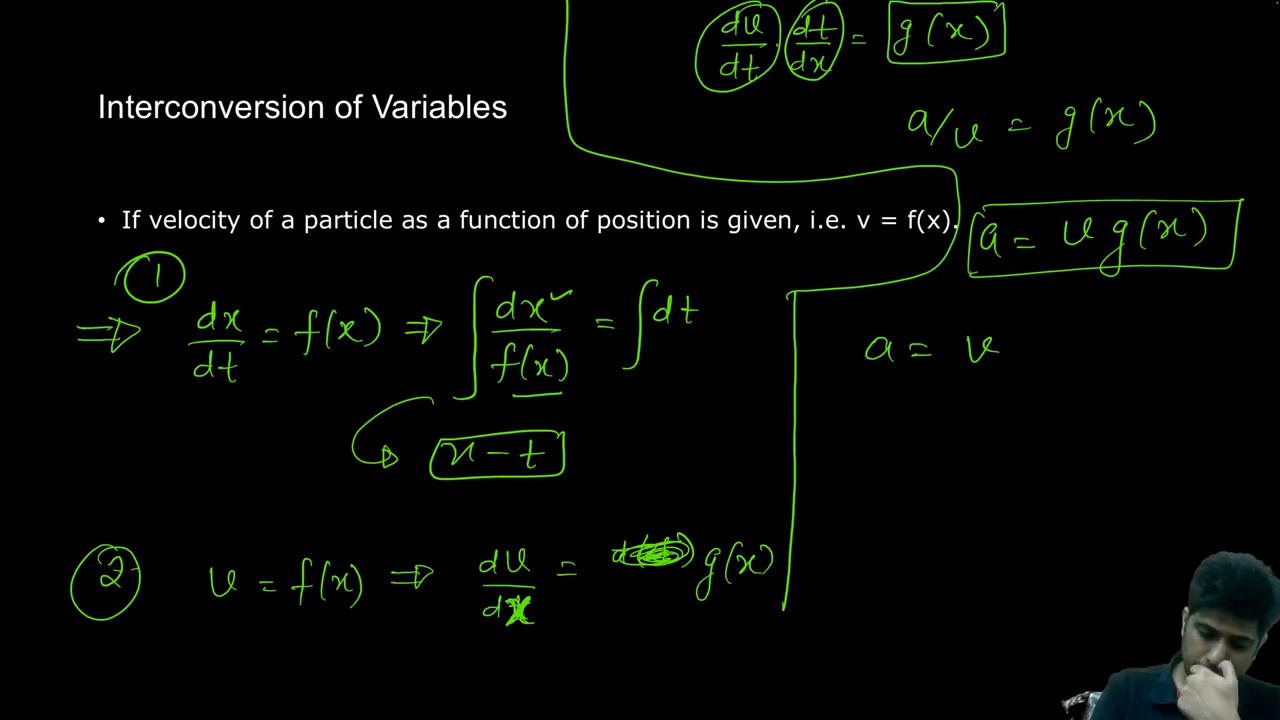 dv/dt dt/dx = g(x)
Interconversion of Variables
a/v = g(x)
• If velocity of a particle as a function of position is given, i.e. v = f(x).
a = v g(x)
1
⇒ dx/dt = f(x) ⇒ ∫ dx/f(x) = ∫ dt
a = v
x - t
2 v = f(x) ⇒ dv/dx = g(x)